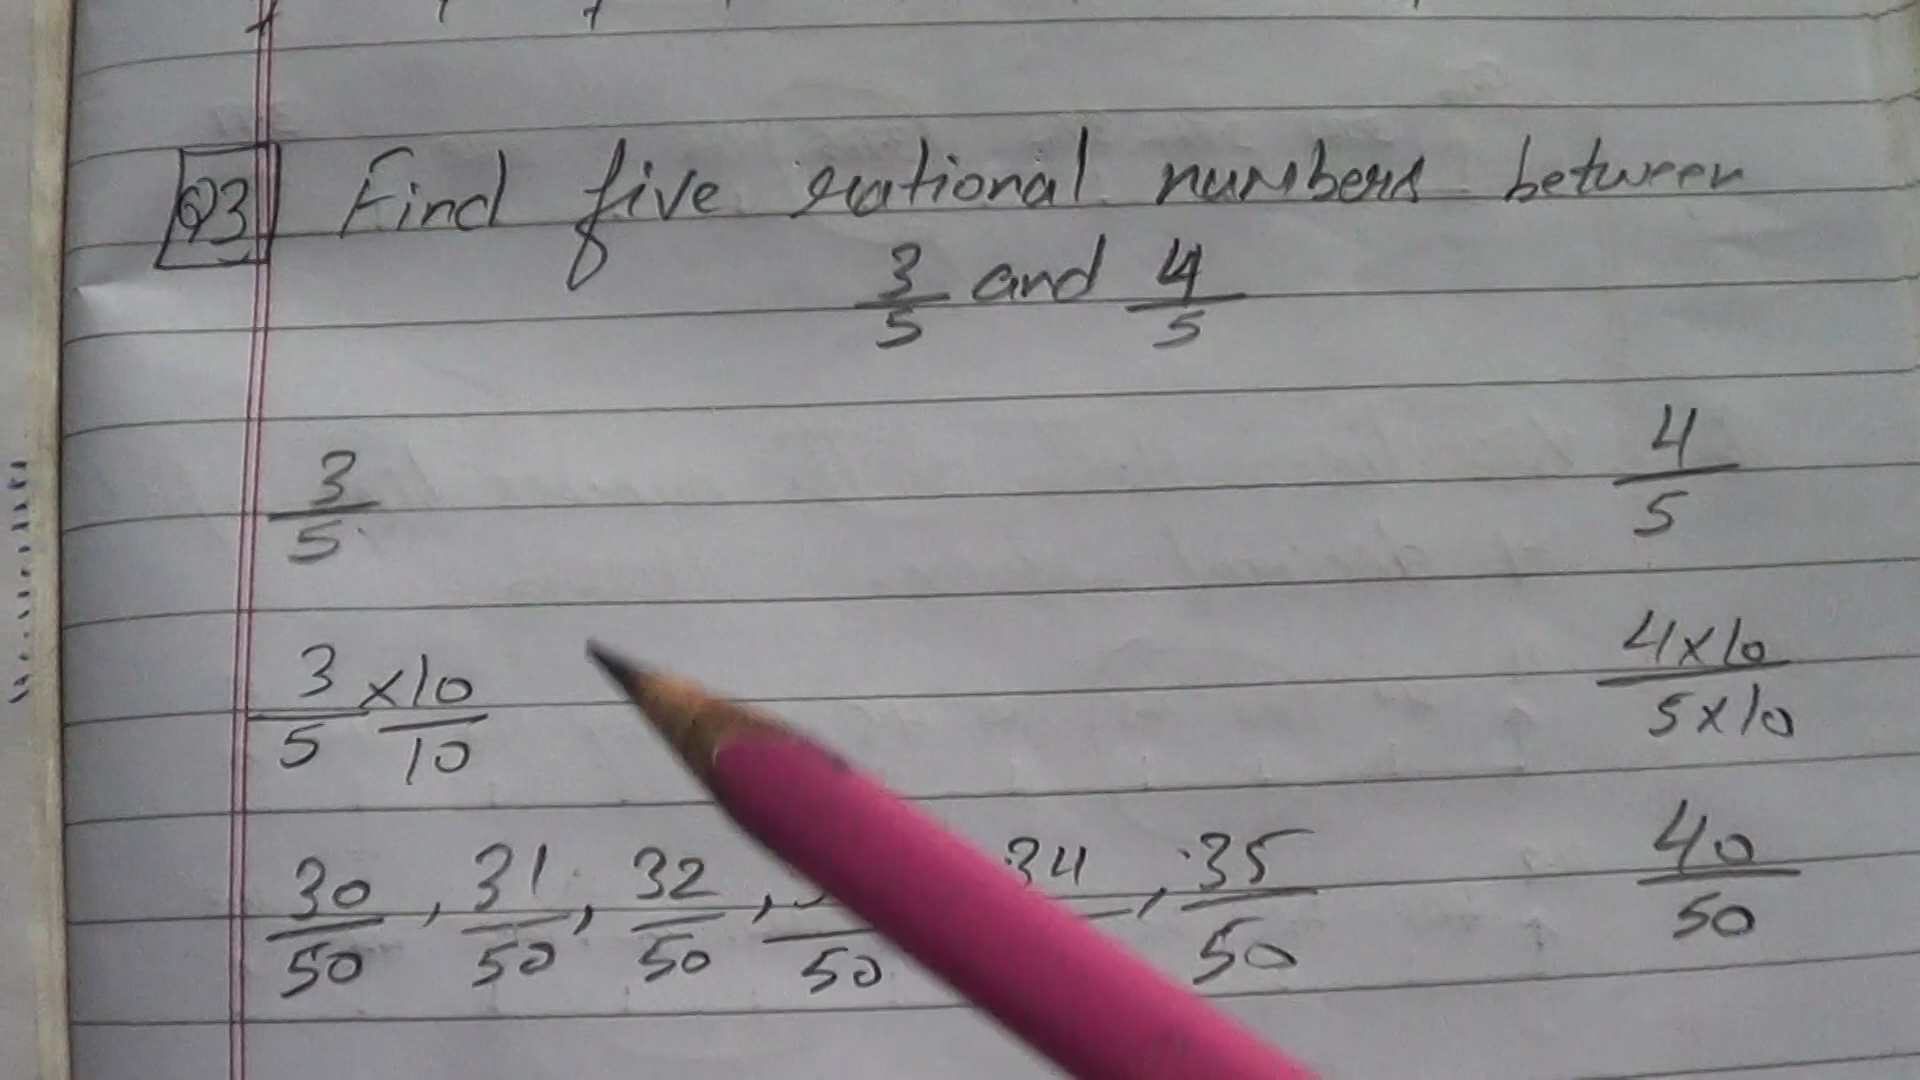 Q3 Find five rational numbers between
3/5 and 4/5
3/5 4/5
3/5 × 10/10 4×10/5×10
30/50 , 31/50 , 32/50 , /50 34 , 35/50 40/50